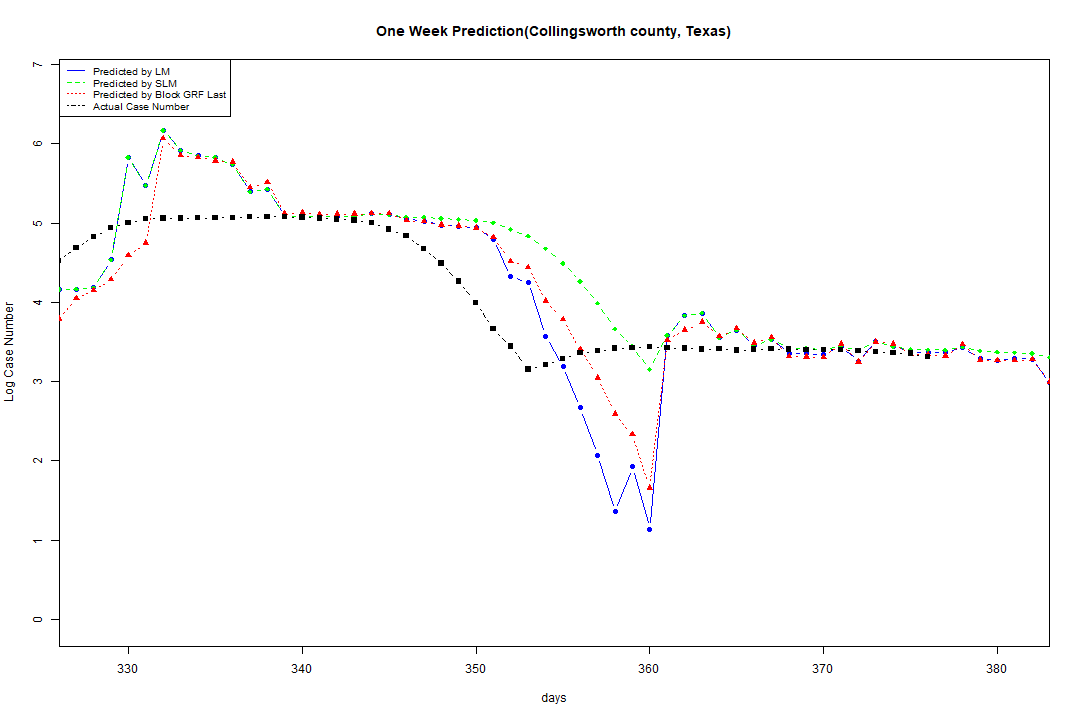 One Week Prediction(Collingsworth county, Texas)
Predicted by LM
Predicted by SLM
Predicted by Block GRF Last
Actual Case Number
7
6
5
4
3
2
1
0
Log Case Number
330 340 350 360 370 380
days